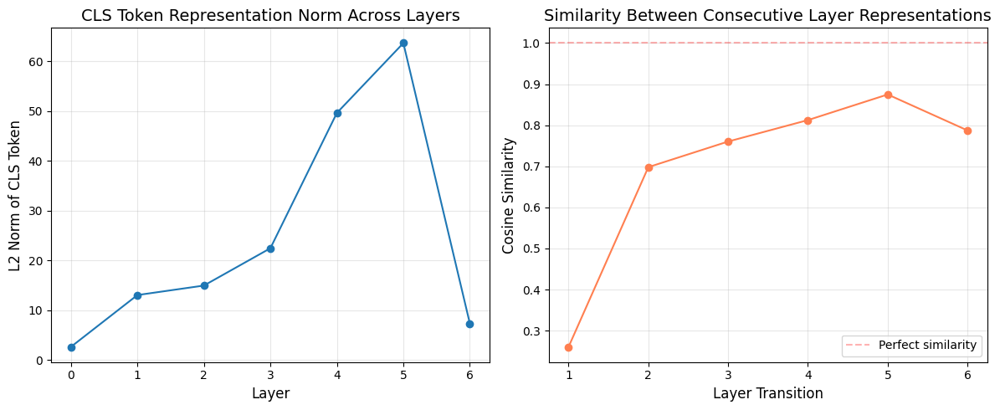 CLS Token Representation Norm Across Layers
L2 Norm of CLS Token
60
50
40
30
20
10
0
0 1 2 3 4 5 6
Layer
Similarity Between Consecutive Layer Representations
Cosine Similarity
1.0
0.9
0.8
0.7
0.6
0.5
0.4
0.3
Perfect similarity
1 2 3 4 5 6
Layer Transition